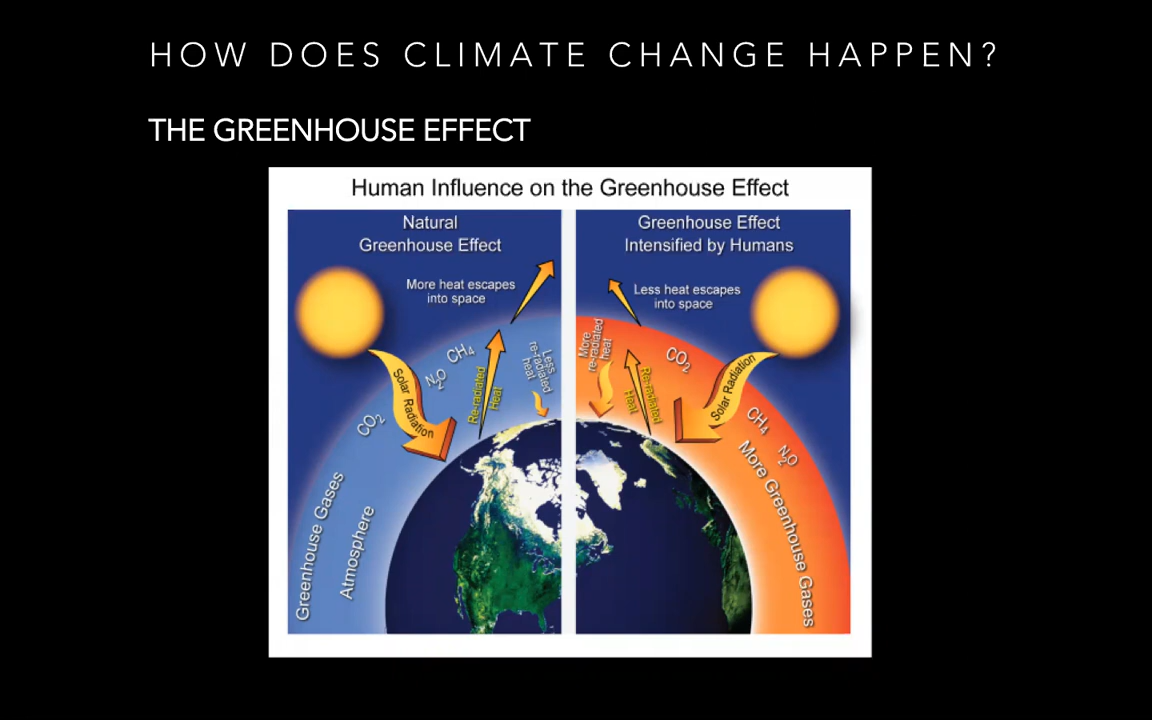 HOW DOES CLIMATE CHANGE HAPPEN?
THE GREENHOUSE EFFECT
Human Influence on the Greenhouse Effect
Natural
Greenhouse Effect
More heat escapes
into space
CH₄
N₂O
CO₂
Solar Radiation
Re-radiated
Heat
Less
re-radiated
heat
Greenhouse Gases
Atmosphere
Greenhouse Effect
Intensified by Humans
Less heat escapes
into space
More
re-radiated
heat
Re-radiated
Heat
CO₂
Solar Radiation
CH₄
N₂O
More Greenhouse Gases